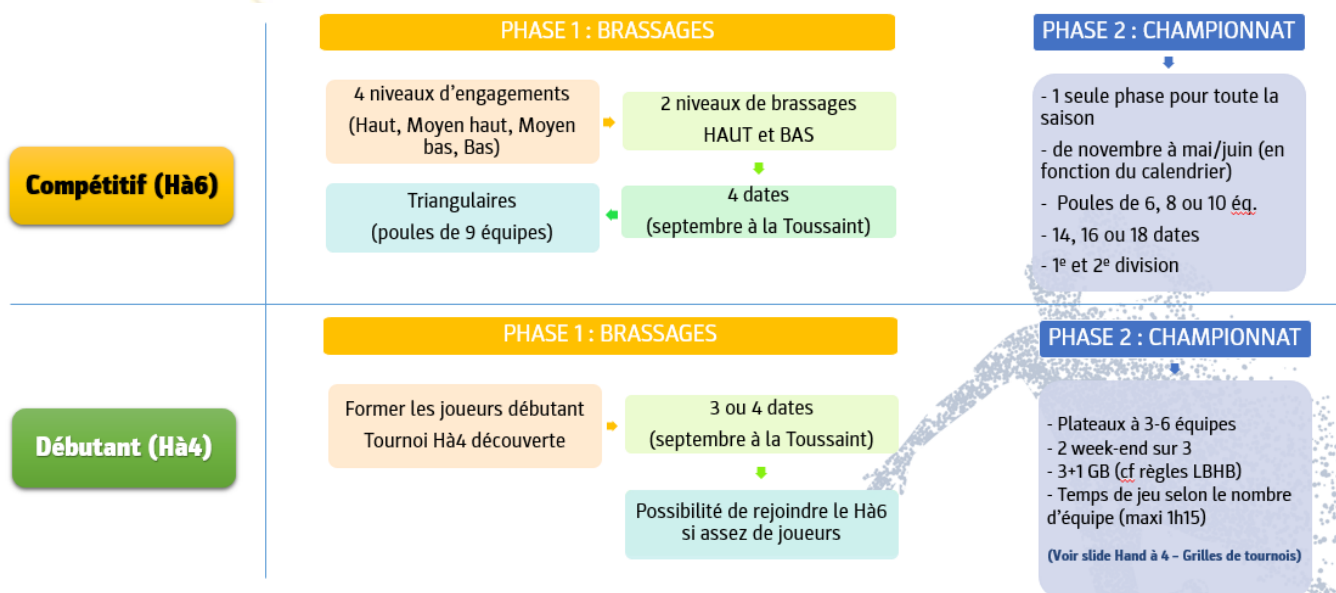 PHASE 1 : BRASSAGES
PHASE 2 : CHAMPIONNAT
Compétitif (Hà6)
4 niveaux d'engagements
(Haut, Moyen haut, Moyen
bas, Bas)
2 niveaux de brassages
HAUT et BAS
4 dates
(septembre à la Toussaint)
Triangulaires
(poules de 9 équipes)
- 1 seule phase pour toute la
saison
- de novembre à mai/juin (en
fonction du calendrier)
- Poules de 6, 8 ou 10 éq.
- 14, 16 ou 18 dates
- 1e et 2e division
PHASE 1 : BRASSAGES
PHASE 2 : CHAMPIONNAT
Débutant (Hà4)
Former les joueurs débutant
Tournoi Hà4 découverte
3 ou 4 dates
(septembre à la Toussaint)
Possibilité de rejoindre le Hà6
si assez de joueurs
- Plateaux à 3-6 équipes
- 2 week-end sur 3
- 3+1 GB (cf règles LBHB)
- Temps de jeu selon le nombre
d'équipe (maxi 1h15)
(Voir slide Hand à 4 – Grilles de tournois)